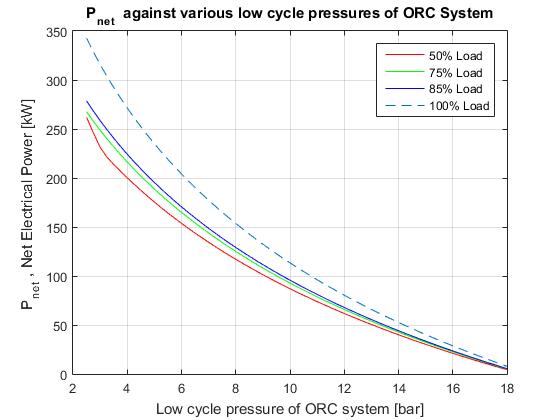 P_net against various low cycle pressures of ORC System
350
300
250
200
150
100
50
0
P_net , Net Electrical Power [kW]
50% Load
75% Load
85% Load
100% Load
2 4 6 8 10 12 14 16 18
Low cycle pressure of ORC system [bar]